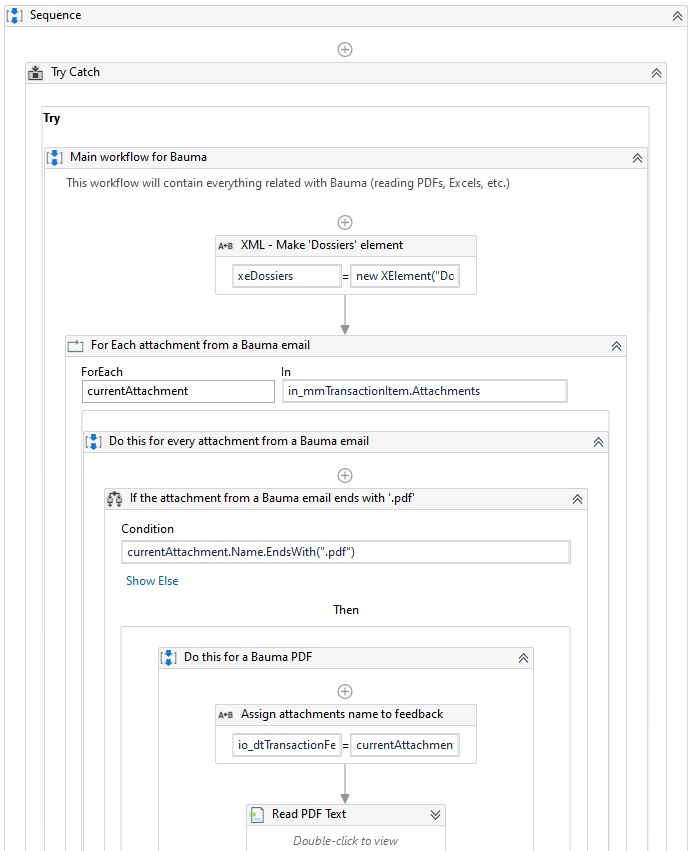 Sequence
Try Catch
Try
Main workflow for Bauma
This workflow will contain everything related with Bauma (reading PDFs, Excels, etc.)
A•B XML - Make 'Dossiers' element
xeDossiers = new XElement("Do
For Each attachment from a Bauma email
ForEach In
currentAttachment in_mmTransactionItem.Attachments
Do this for every attachment from a Bauma email
If the attachment from a Bauma email ends with '.pdf'
Condition
currentAttachment.Name.EndsWith(".pdf")
Show Else
Then
Do this for a Bauma PDF
A•B Assign attachments name to feedback
io_dtTransactionFe = currentAttachmen
Read PDF Text
Double-click to view